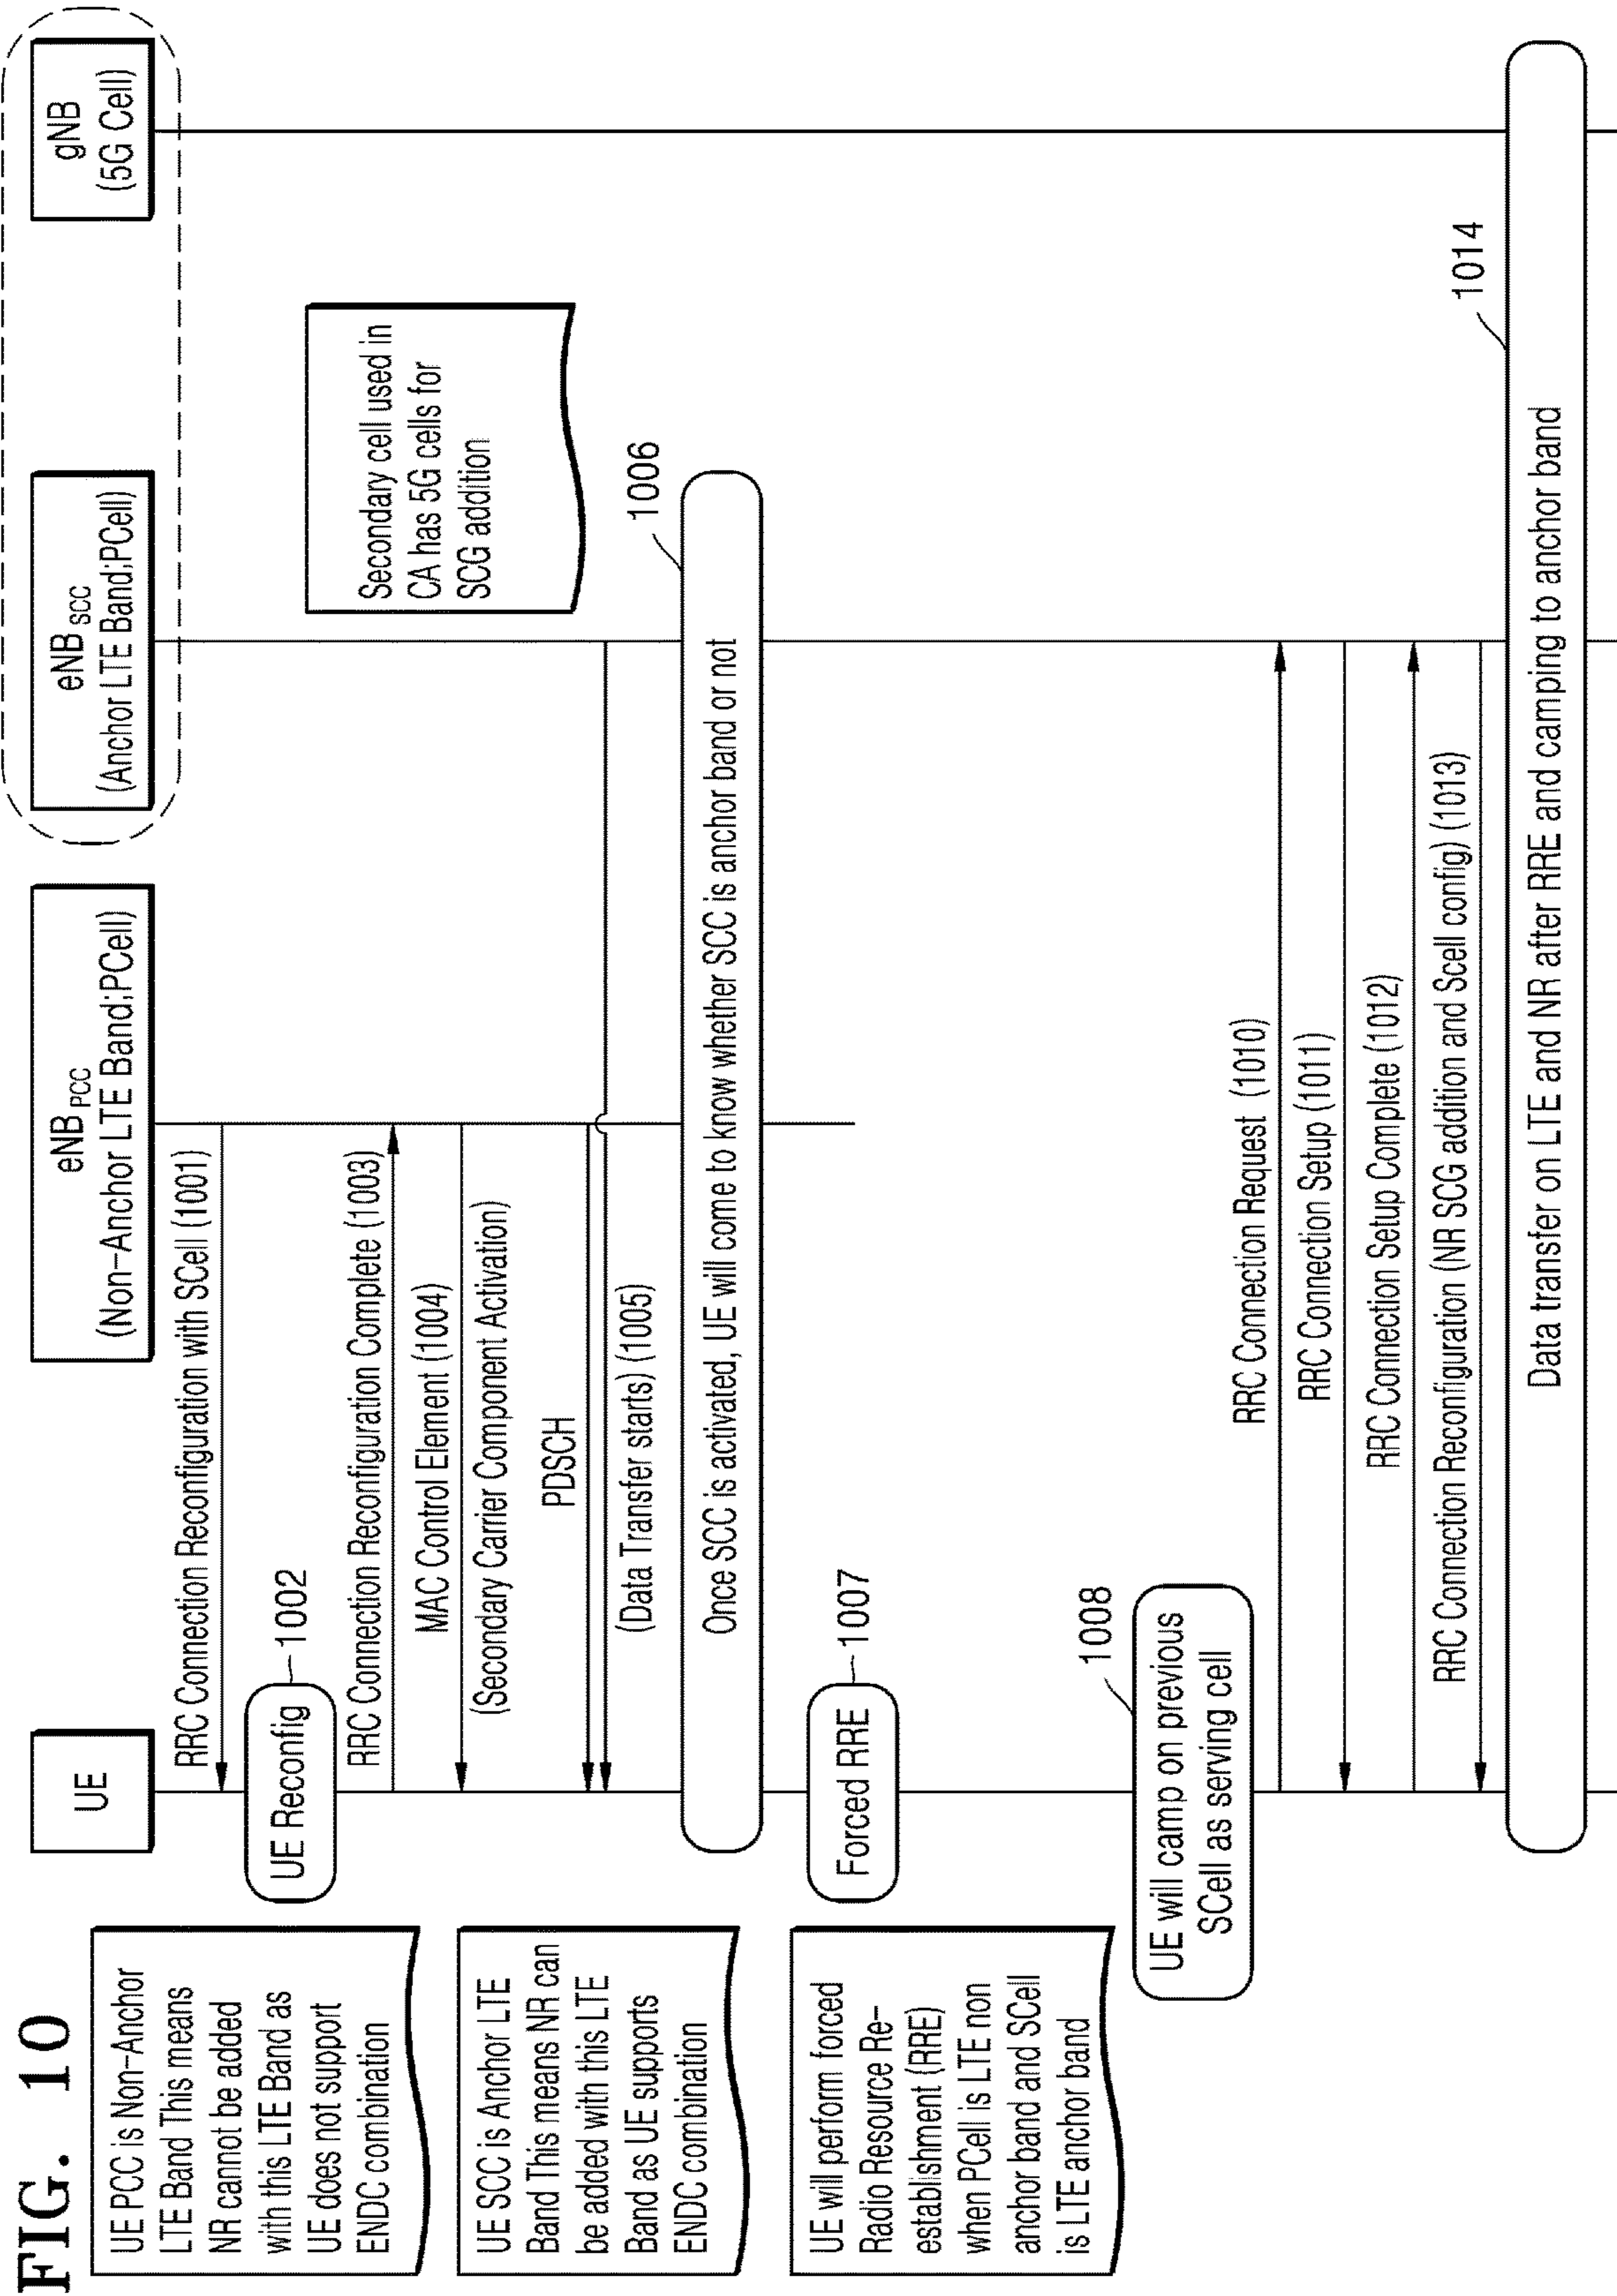 FIG. 10
UE
eNB PCC
(Non-Anchor LTE Band;PCell)
eNB SCC
(Anchor LTE Band;PCell)
gNB
(5G Cell)
UE PCC is Non-Anchor
LTE Band This means
NR cannot be added
with this LTE Band as
UE does not support
ENDC combination
RRC Connection Reconfiguration with SCell (1001)
UE Reconfig
1002
RRC Connection Reconfiguration Complete (1003)
MAC Control Element (1004)
(Secondary Carrier Component Activation)
Secondary cell used in
CA has 5G cells for
SCG addition
UE SCC is Anchor LTE
Band This means NR can
be added with this LTE
Band as UE supports
ENDC combination
PDSCH
(Data Transfer starts) (1005)
1006
Once SCC is activated, UE will come to know whether SCC is anchor band or not
UE will perform forced
Radio Resource Re-
establishment (RRE)
when PCell is LTE non
anchor band and SCell
is LTE anchor band
Forced RRE
1007
1008
UE will camp on previous
SCell as serving cell
RRC Connection Request (1010)
RRC Connection Setup (1011)
RRC Connection Setup Complete (1012)
RRC Connection Reconfiguration (NR SCG addition and Scell config) (1013)
1014
Data transfer on LTE and NR after RRE and camping to anchor band